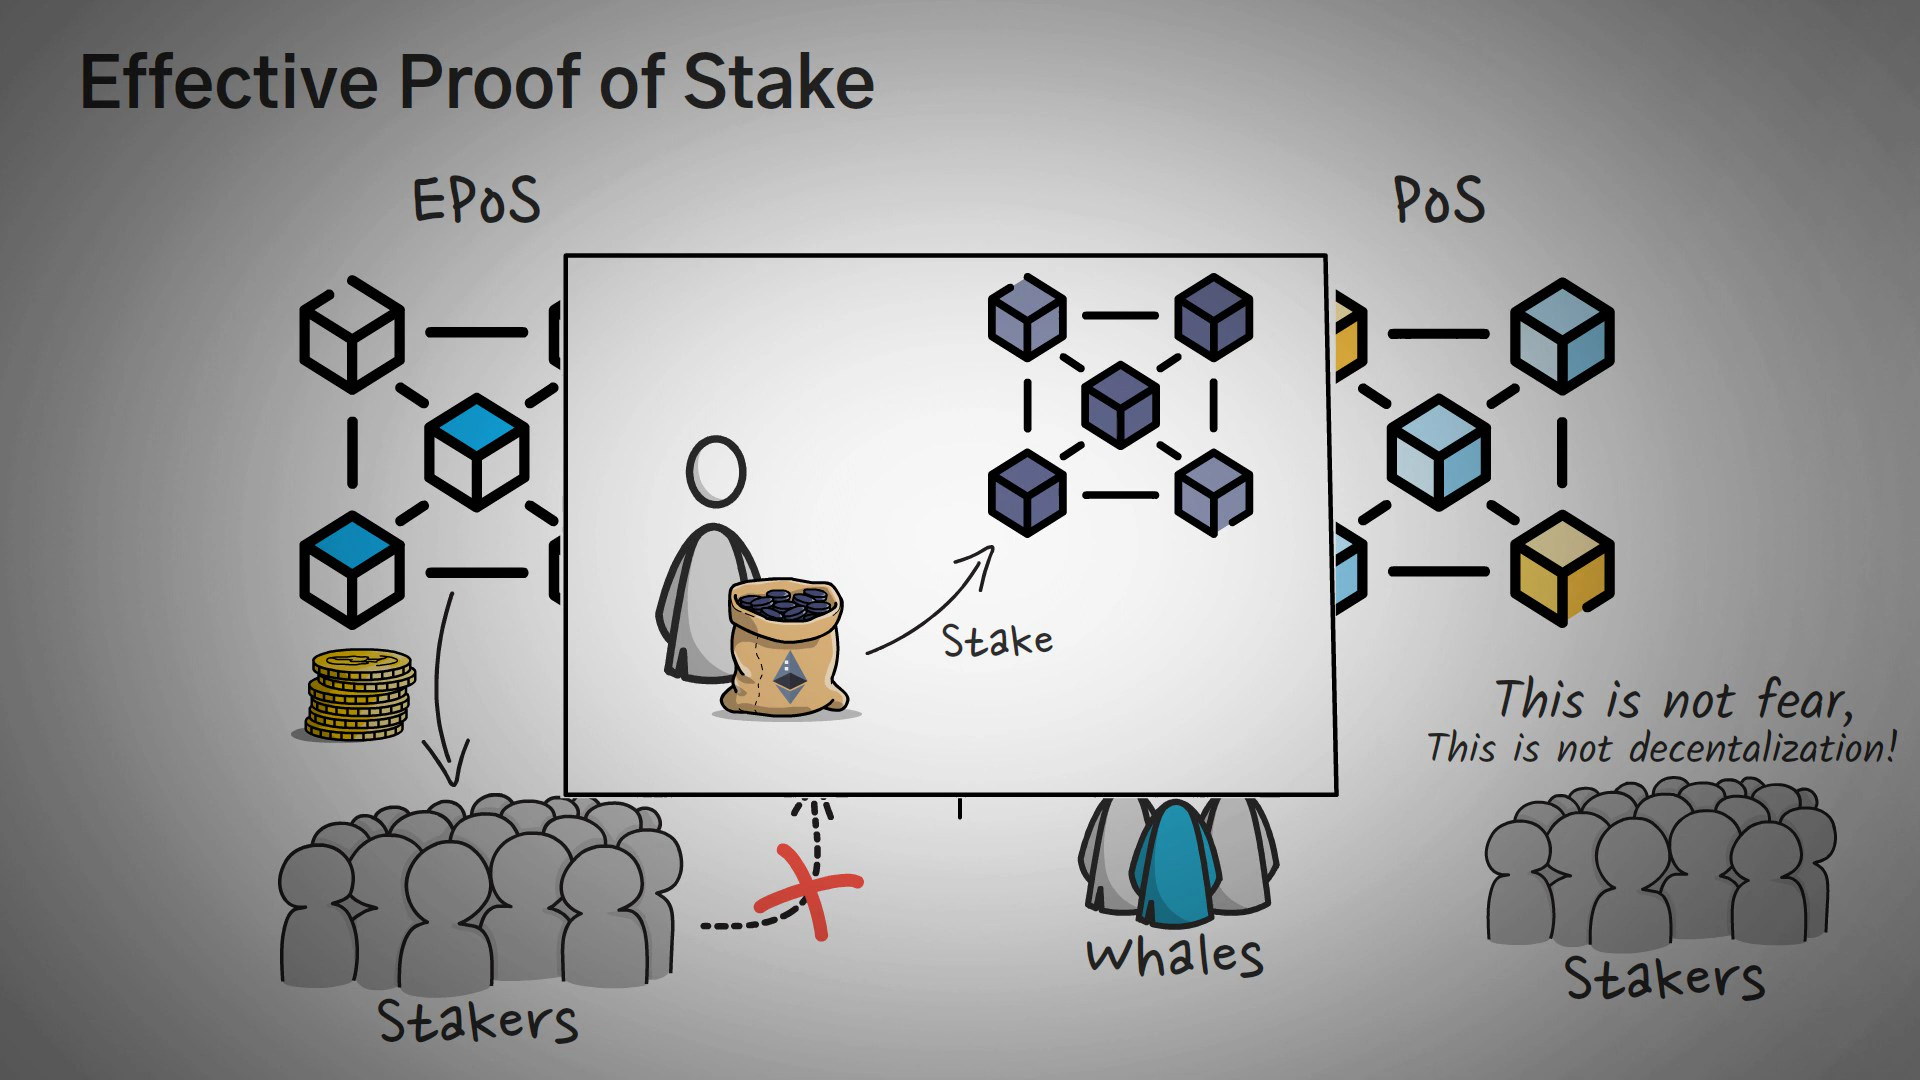 Effective Proof of Stake
EPoS
PoS
Stake
This is not fear,
This is not decentalization!
Whales
Stakers
Stakers